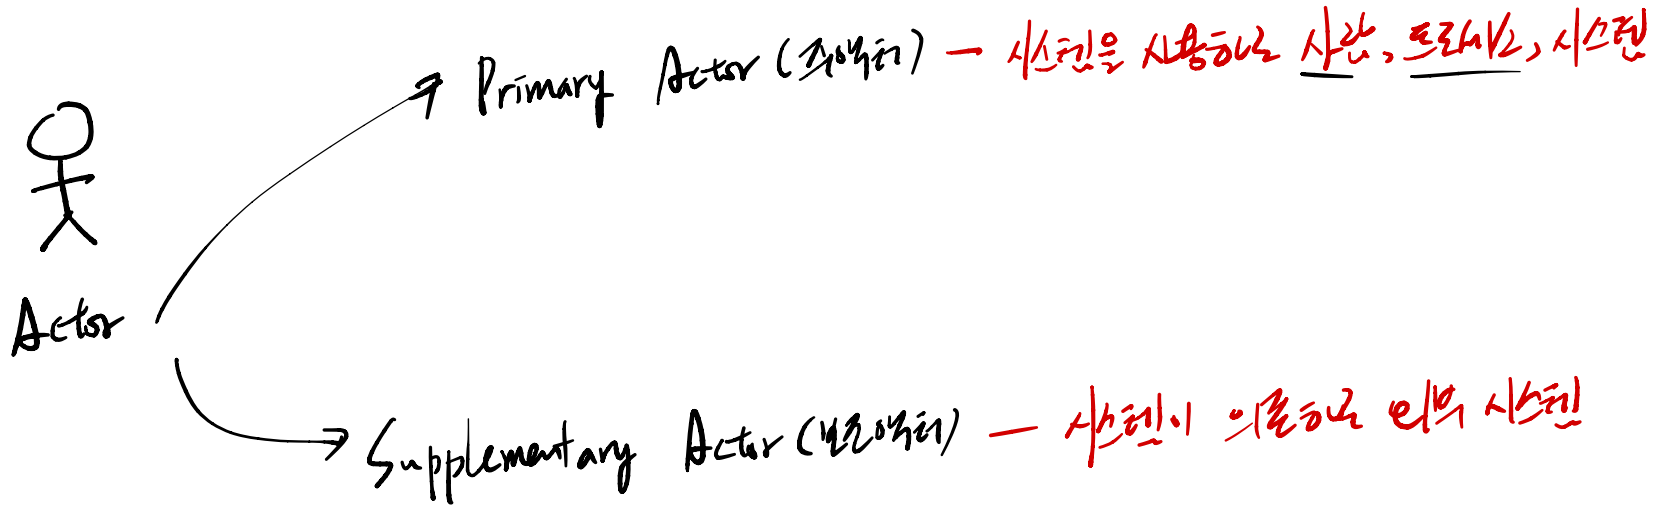 Primary Actor (주액터) - 시스템을 사용하는 사람, 프로세스, 시스템
Actor
Supplementary Actor (보조액터) - 시스템이 의존하는 외부 시스템